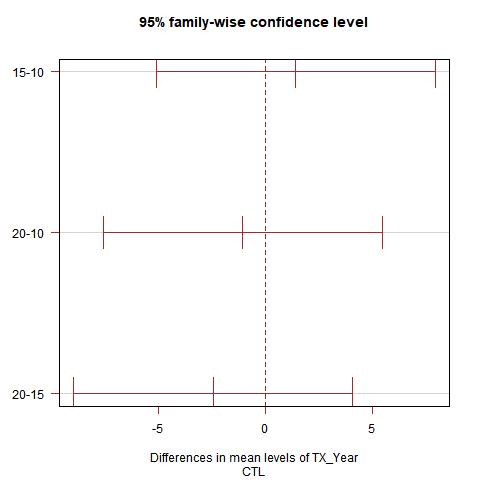 95% family-wise confidence level
15-10
20-10
20-15
-5 0 5
Differences in mean levels of TX_Year
CTL